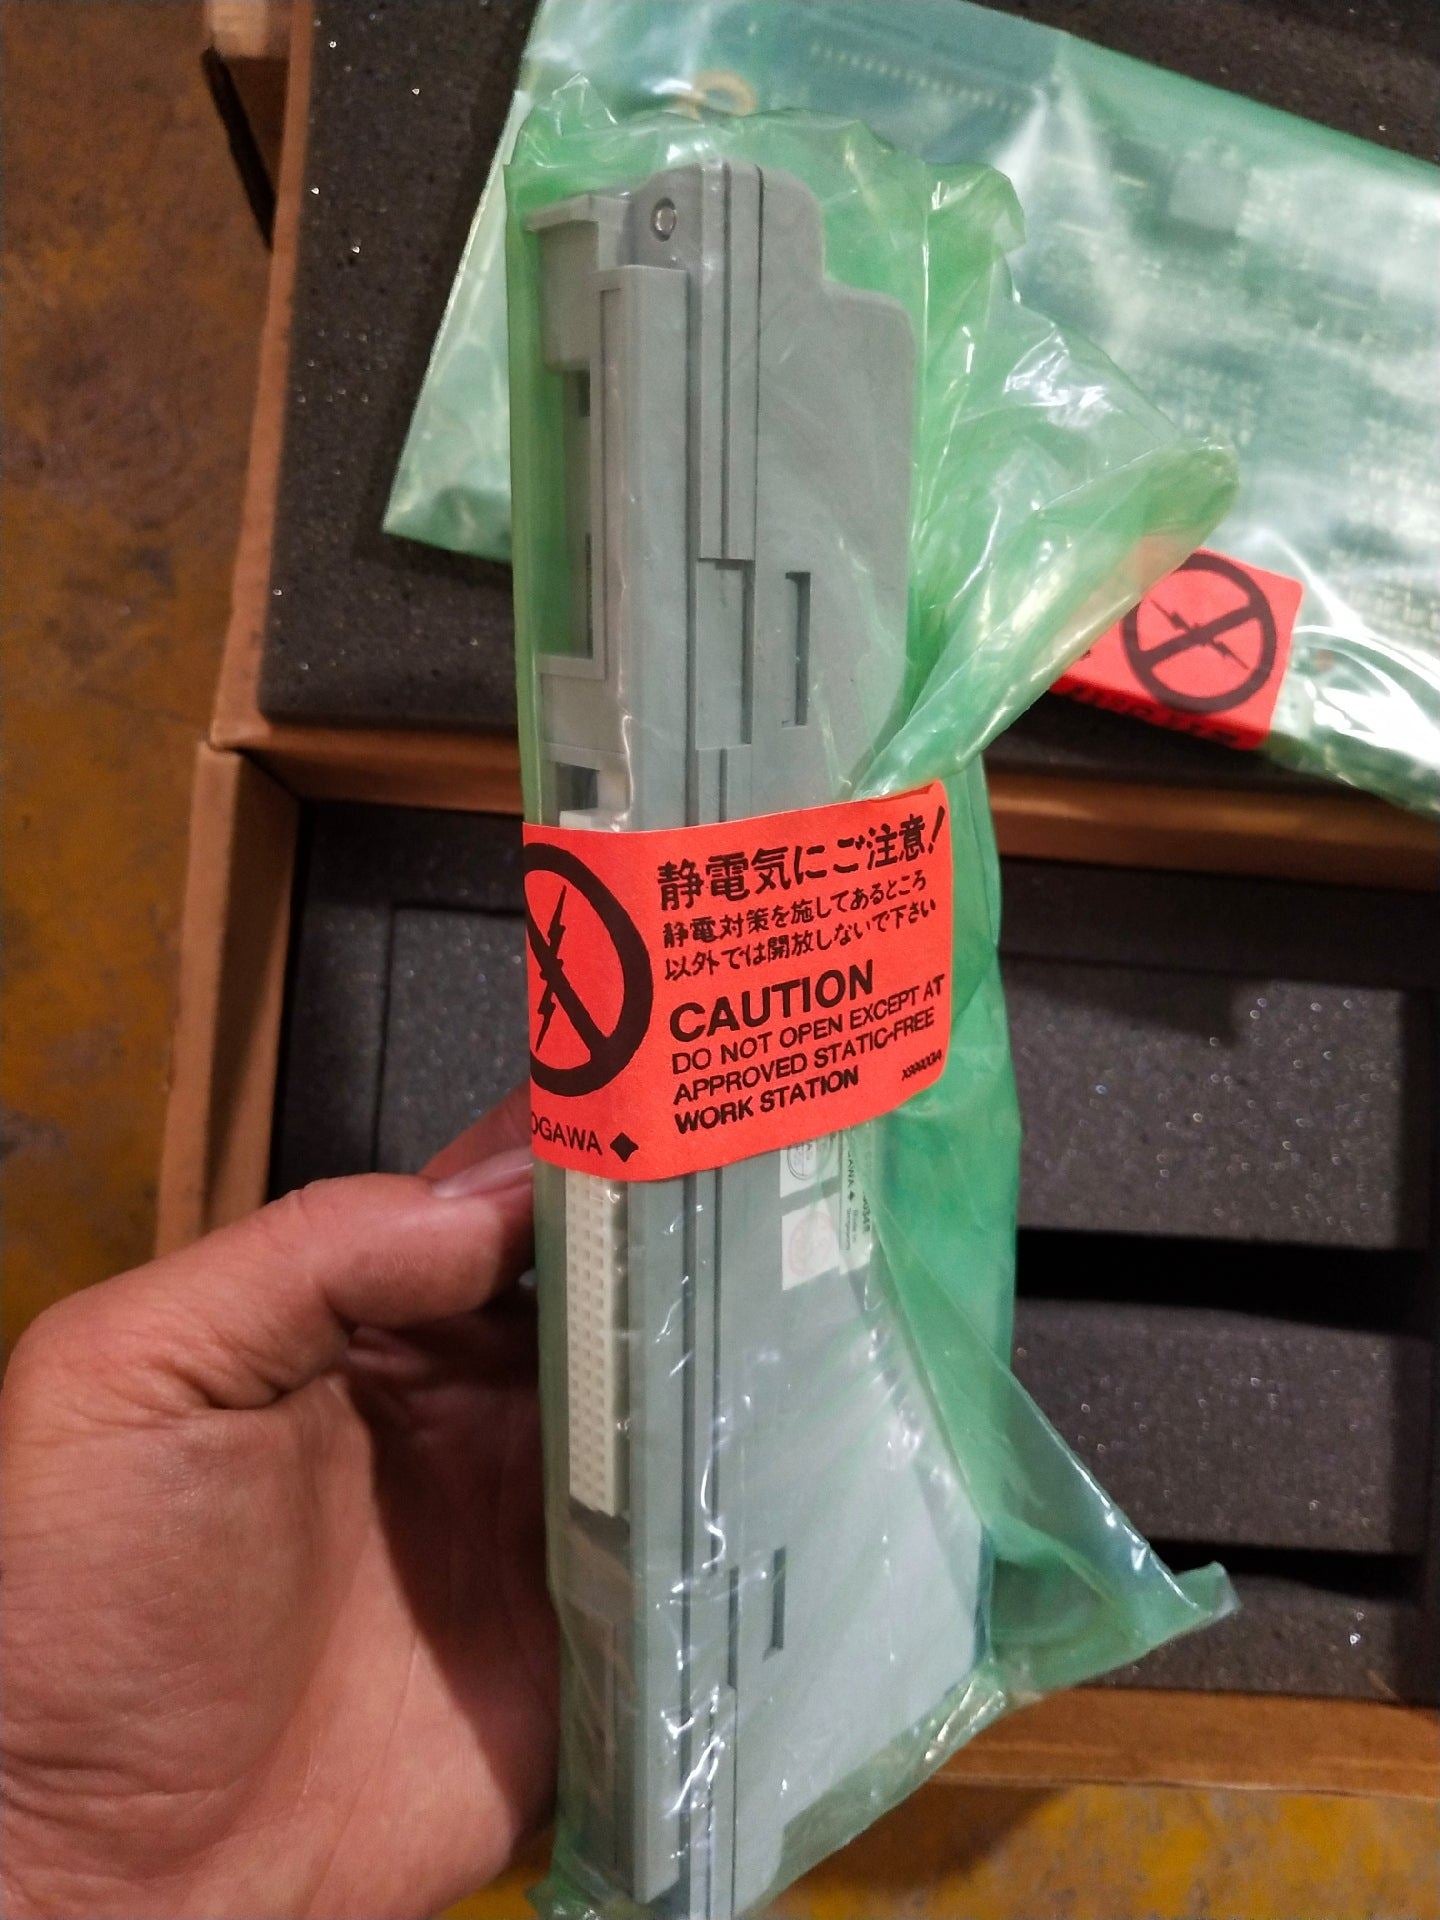 静電気にご注意!
静電対策を施してあるところ
以外では開放しないで下さい
CAUTION
DO NOT OPEN EXCEPT AT
APPROVED STATIC-FREE
WORK STATION
OGAWA